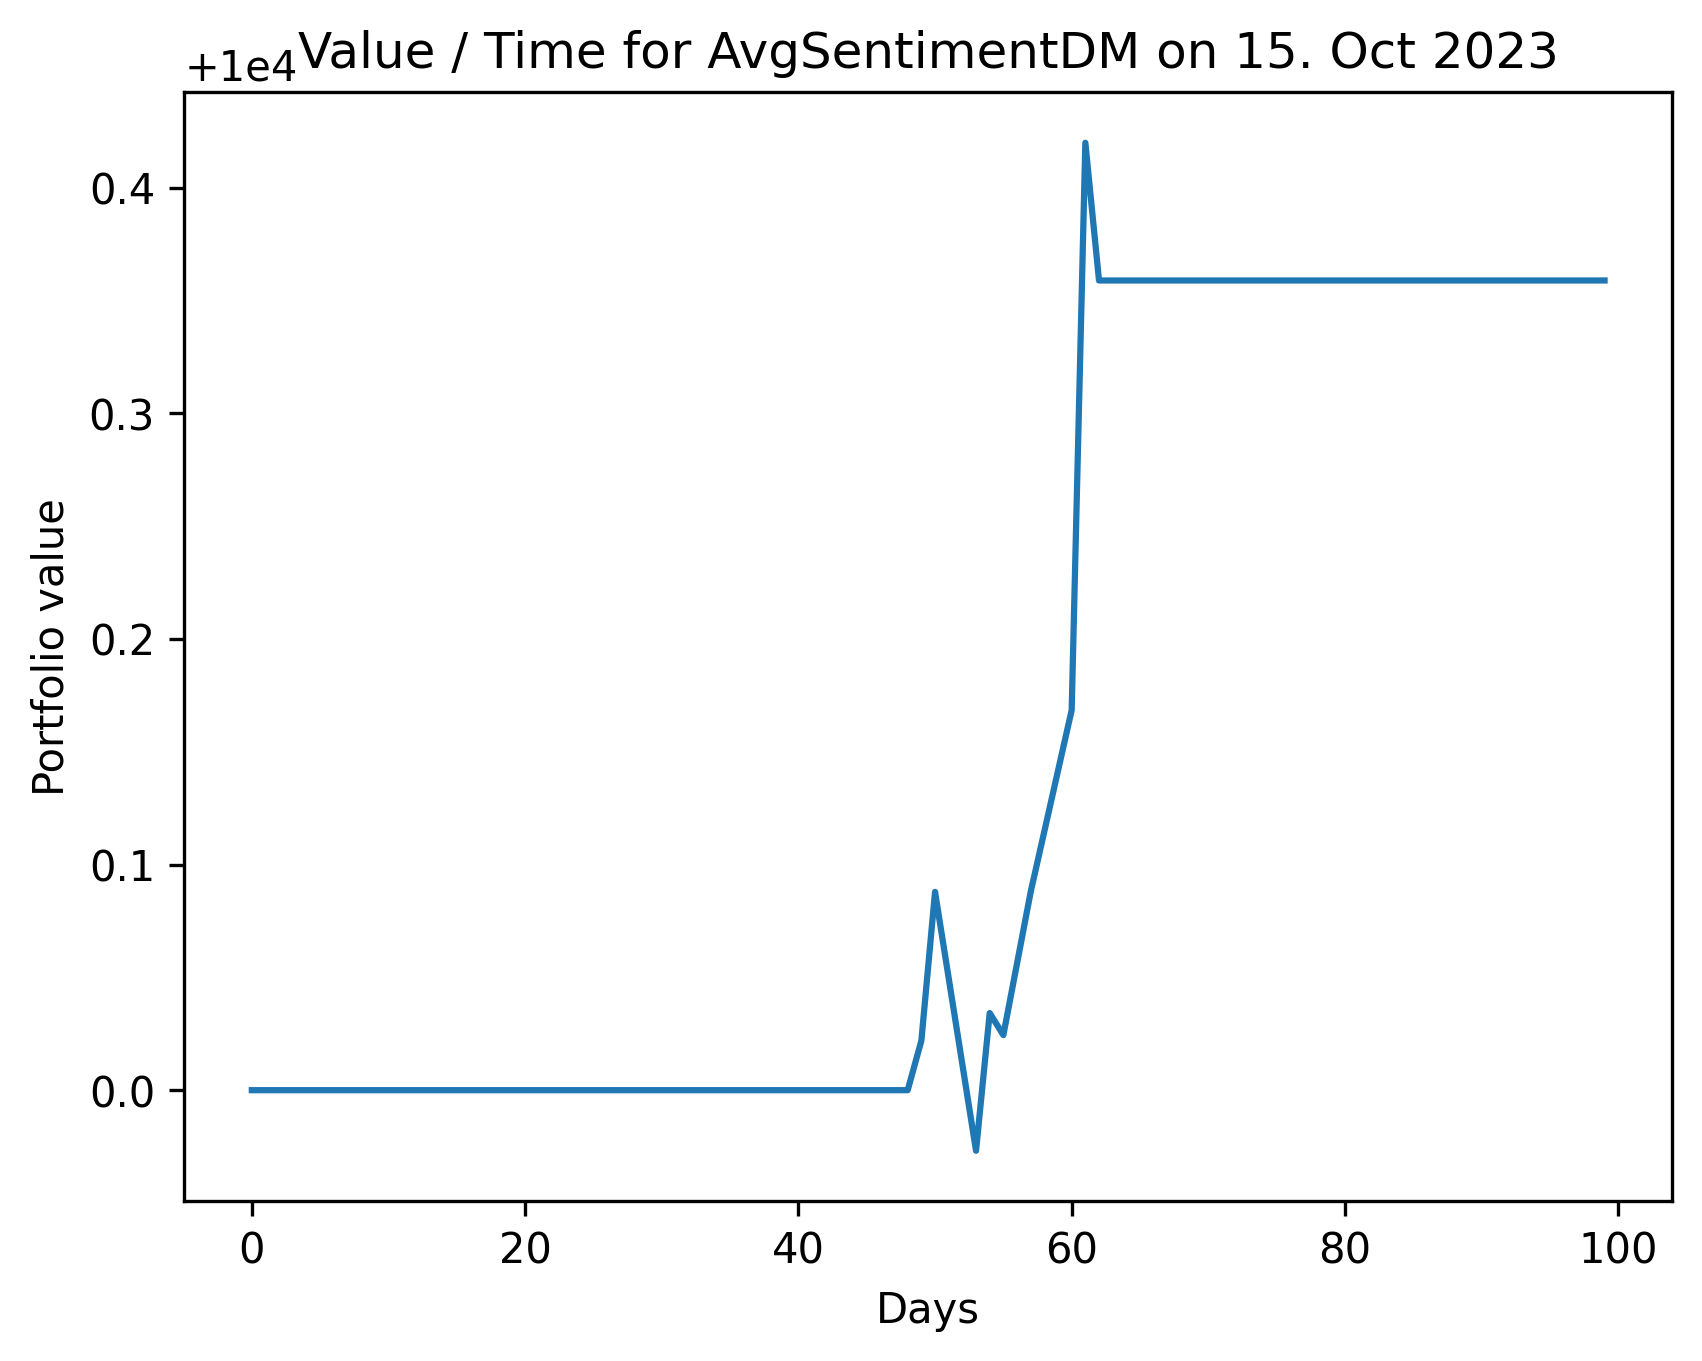 Value / Time for AvgSentimentDM on 15. Oct 2023
+1e4
0.4
0.3
0.2
0.1
0.0
Portfolio value
0 20 40 60 80 100
Days